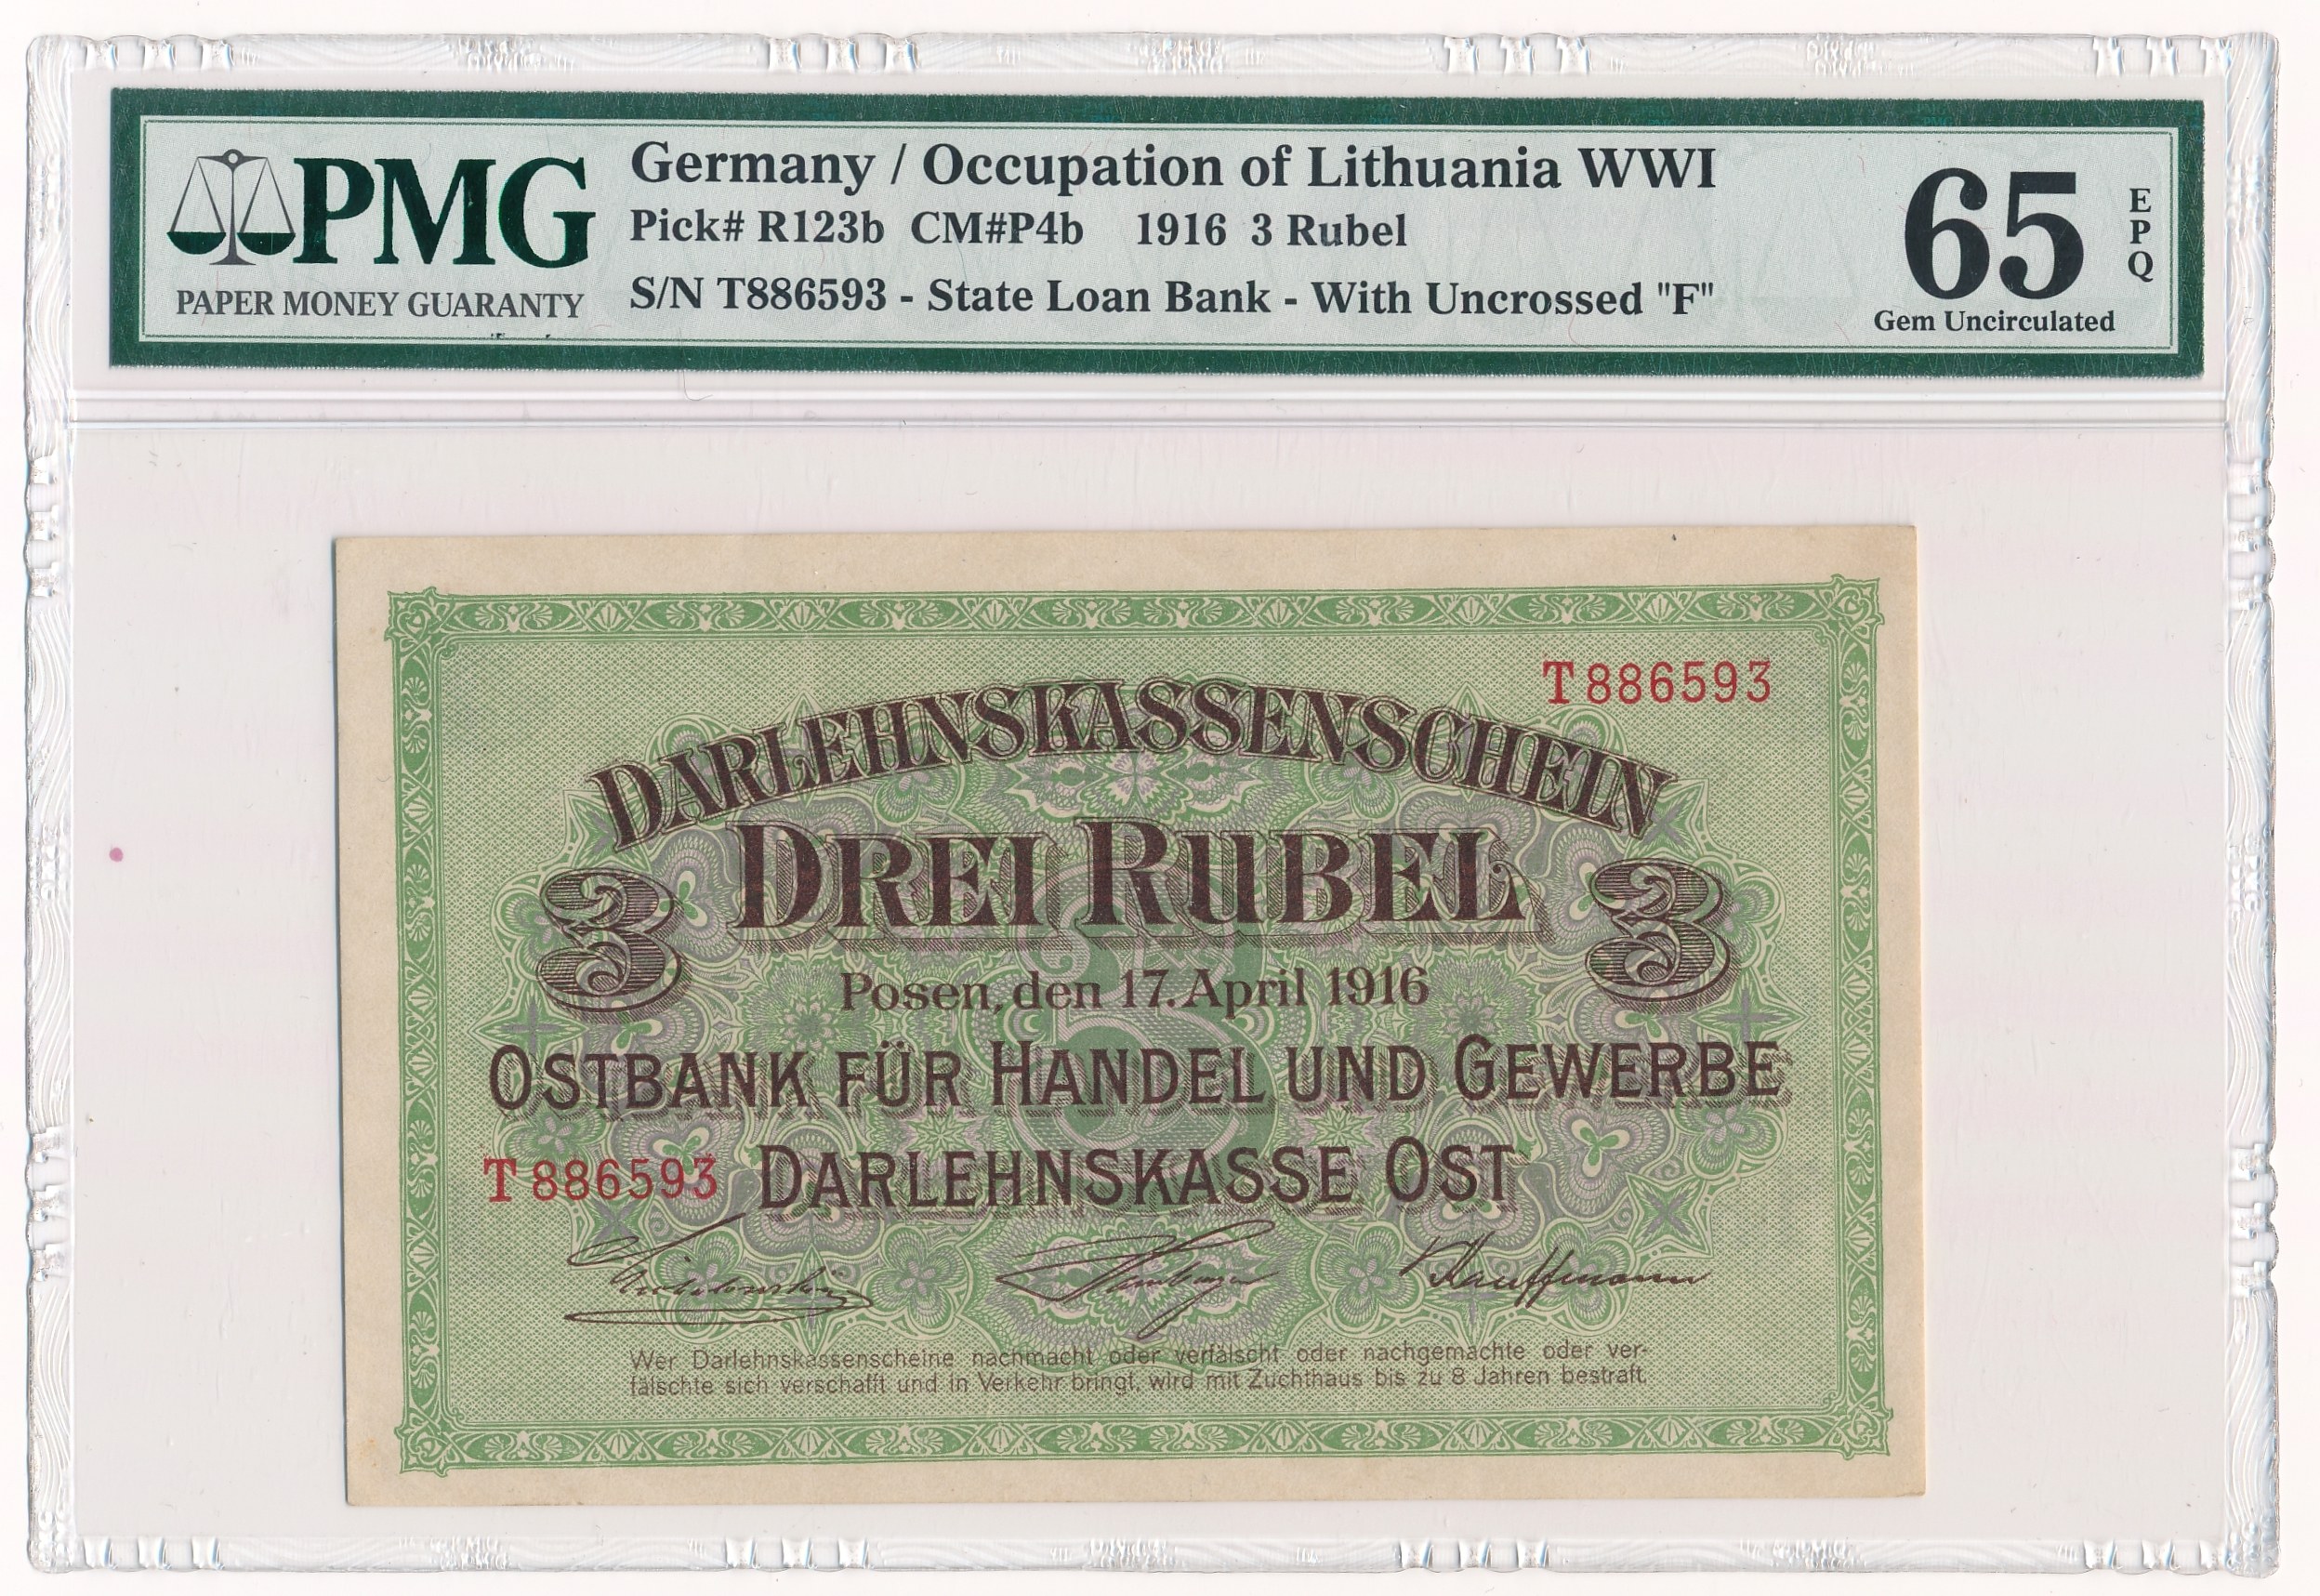 PMG
PAPER MONEY GUARANTY
Germany / Occupation of Lithuania WWI
Pick# R123b CM#P4b 1916 3 Rubel
S/N T886593 - State Loan Bank - With Uncrossed "F"
65
EPQ
Gem Uncirculated
T886593
DARLEHNSKASSENSCHEIN
DREI RUBEL
3 3
Posen, den 17. April 1916
OSTBANK FÜR HANDEL UND GEWERBE
T886593 DARLEHNSKASSE OST
Kauffmann
Wer Darlehnskassenscheine nachmacht oder verfälscht oder nachgemachte oder ver-
fälschte sich verschafft und in Verkehr bringt, wird mit Zuchthaus bis zu 8 Jahren bestraft.